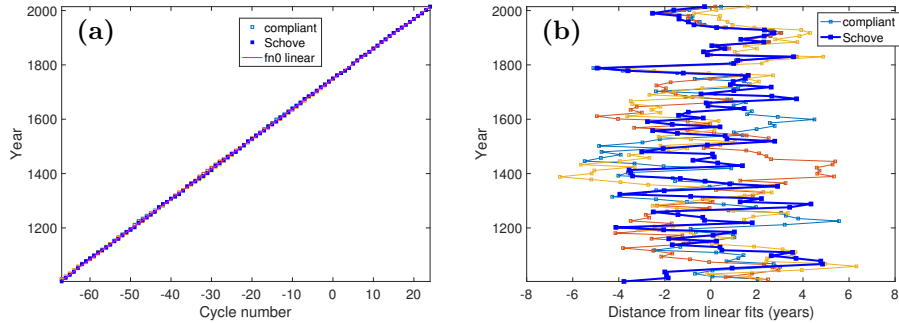 (a)
compliant
Schove
fn0 linear
2000
1800
1600
1400
1200
Year
-60 -50 -40 -30 -20 -10 0 10 20
Cycle number
(b)
compliant
Schove
2000
1800
1600
1400
1200
Year
-8 -6 -4 -2 0 2 4 6 8
Distance from linear fits (years)